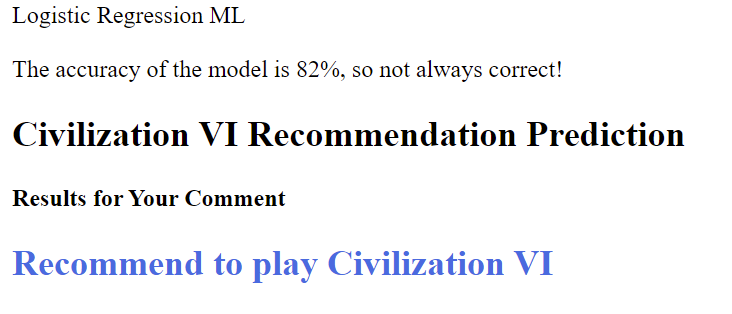 Logistic Regression ML
The accuracy of the model is 82%, so not always correct!
Civilization VI Recommendation Prediction
Results for Your Comment
Recommend to play Civilization VI